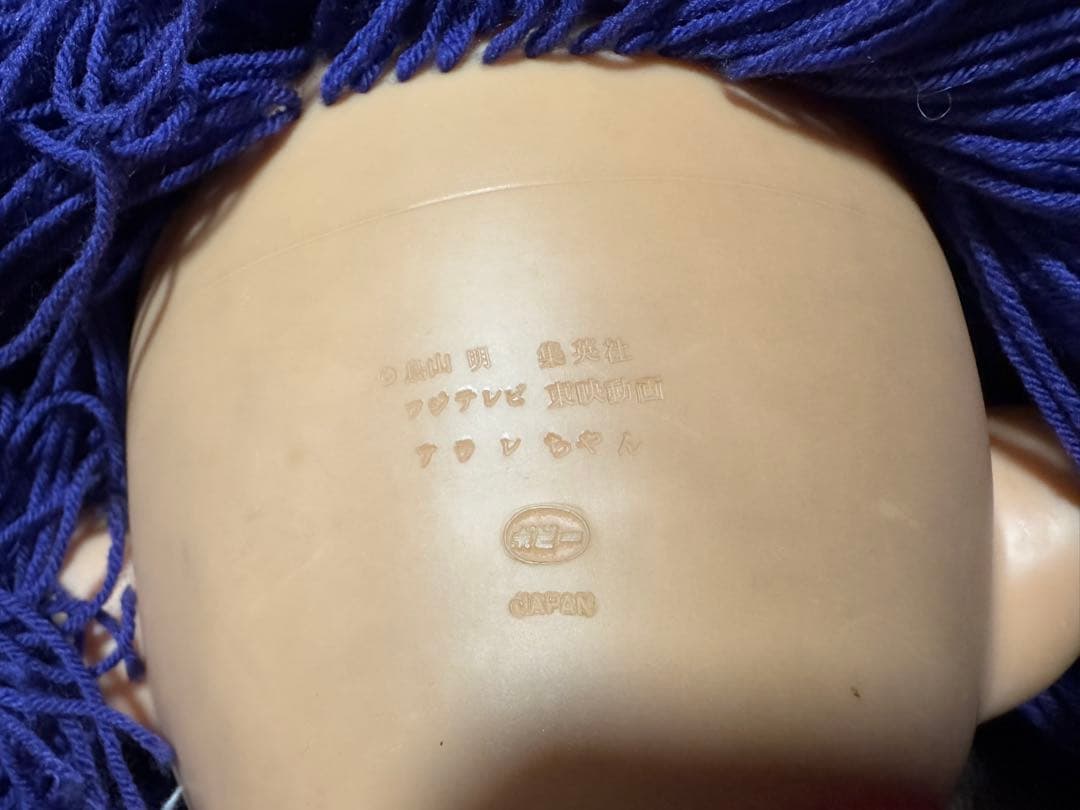 ©鳥山 明 集英社
フジテレビ 東映動画
アラレちゃん
ポピー
JAPAN